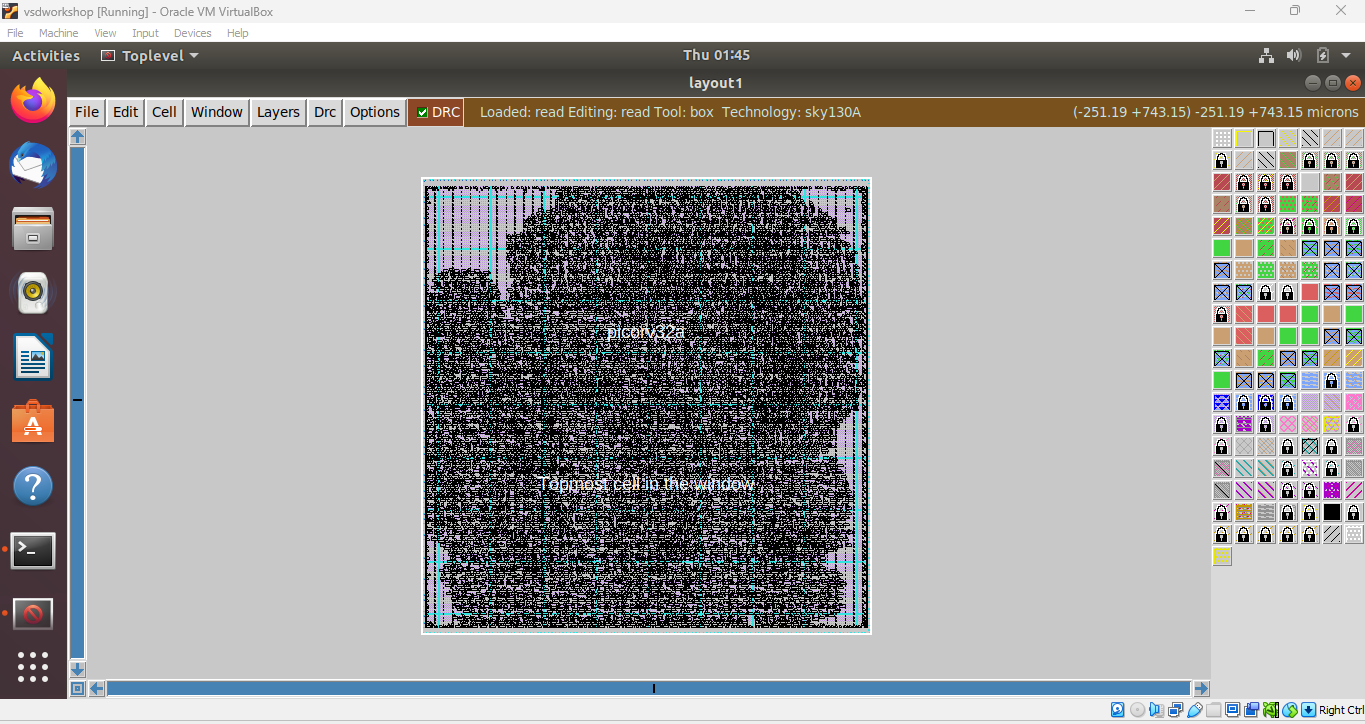 vsdworkshop [Running] - Oracle VM VirtualBox
File Machine View Input Devices Help
Activities Toplevel Thu 01:45
layout1
File Edit Cell Window Layers Drc Options DRC Loaded: read Editing: read Tool: box Technology: sky130A (-251.19 +743.15) -251.19 +743.15 microns
picorv32a
Topmost cell in the window
Right Ctrl